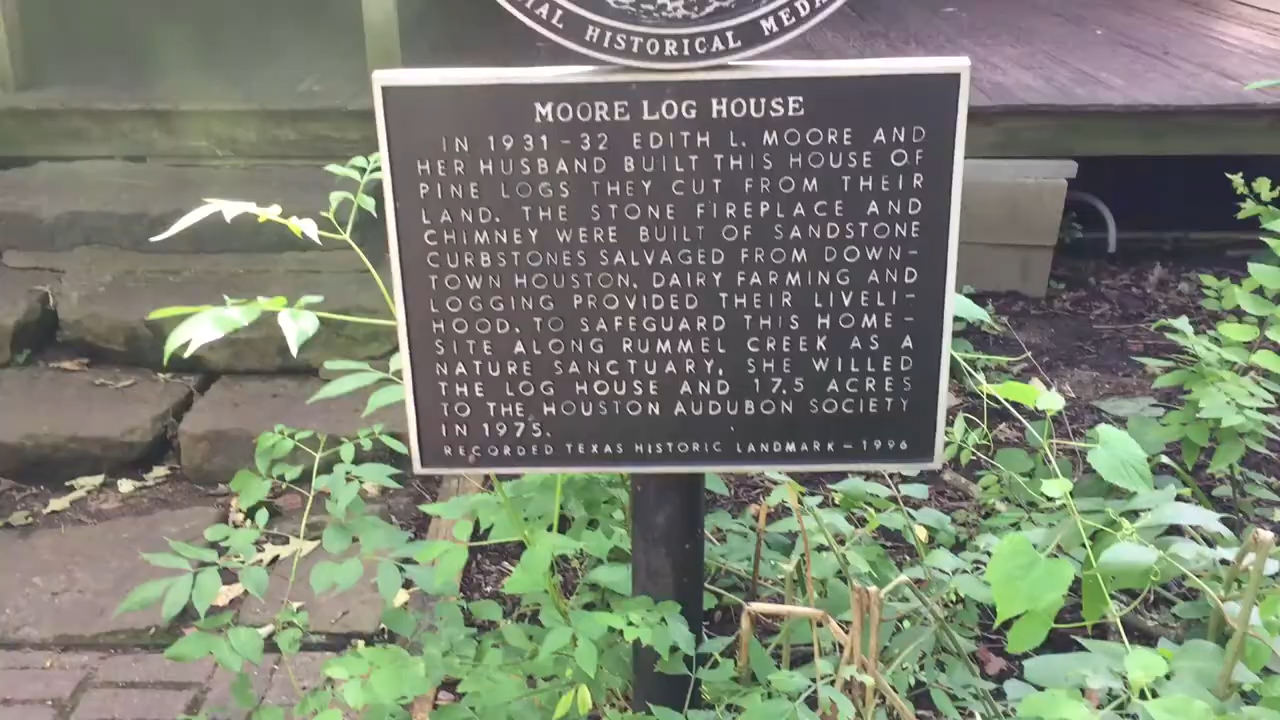 HISTORICAL
MOORE LOG HOUSE
IN 1931-32 EDITH L. MOORE AND
HER HUSBAND BUILT THIS HOUSE OF
PINE LOGS THEY CUT FROM THEIR
LAND. THE STONE FIREPLACE AND
CHIMNEY WERE BUILT OF SANDSTONE
CURBSTONES SALVAGED FROM DOWN-
TOWN HOUSTON. DAIRY FARMING AND
LOGGING PROVIDED THEIR LIVELI-
HOOD. TO SAFEGUARD THIS HOME-
SITE ALONG RUMMEL CREEK AS A
NATURE SANCTUARY, SHE WILLED
THE LOG HOUSE AND 17.5 ACRES
TO THE HOUSTON AUDUBON SOCIETY
IN 1975.
RECORDED TEXAS HISTORIC LANDMARK - 1996